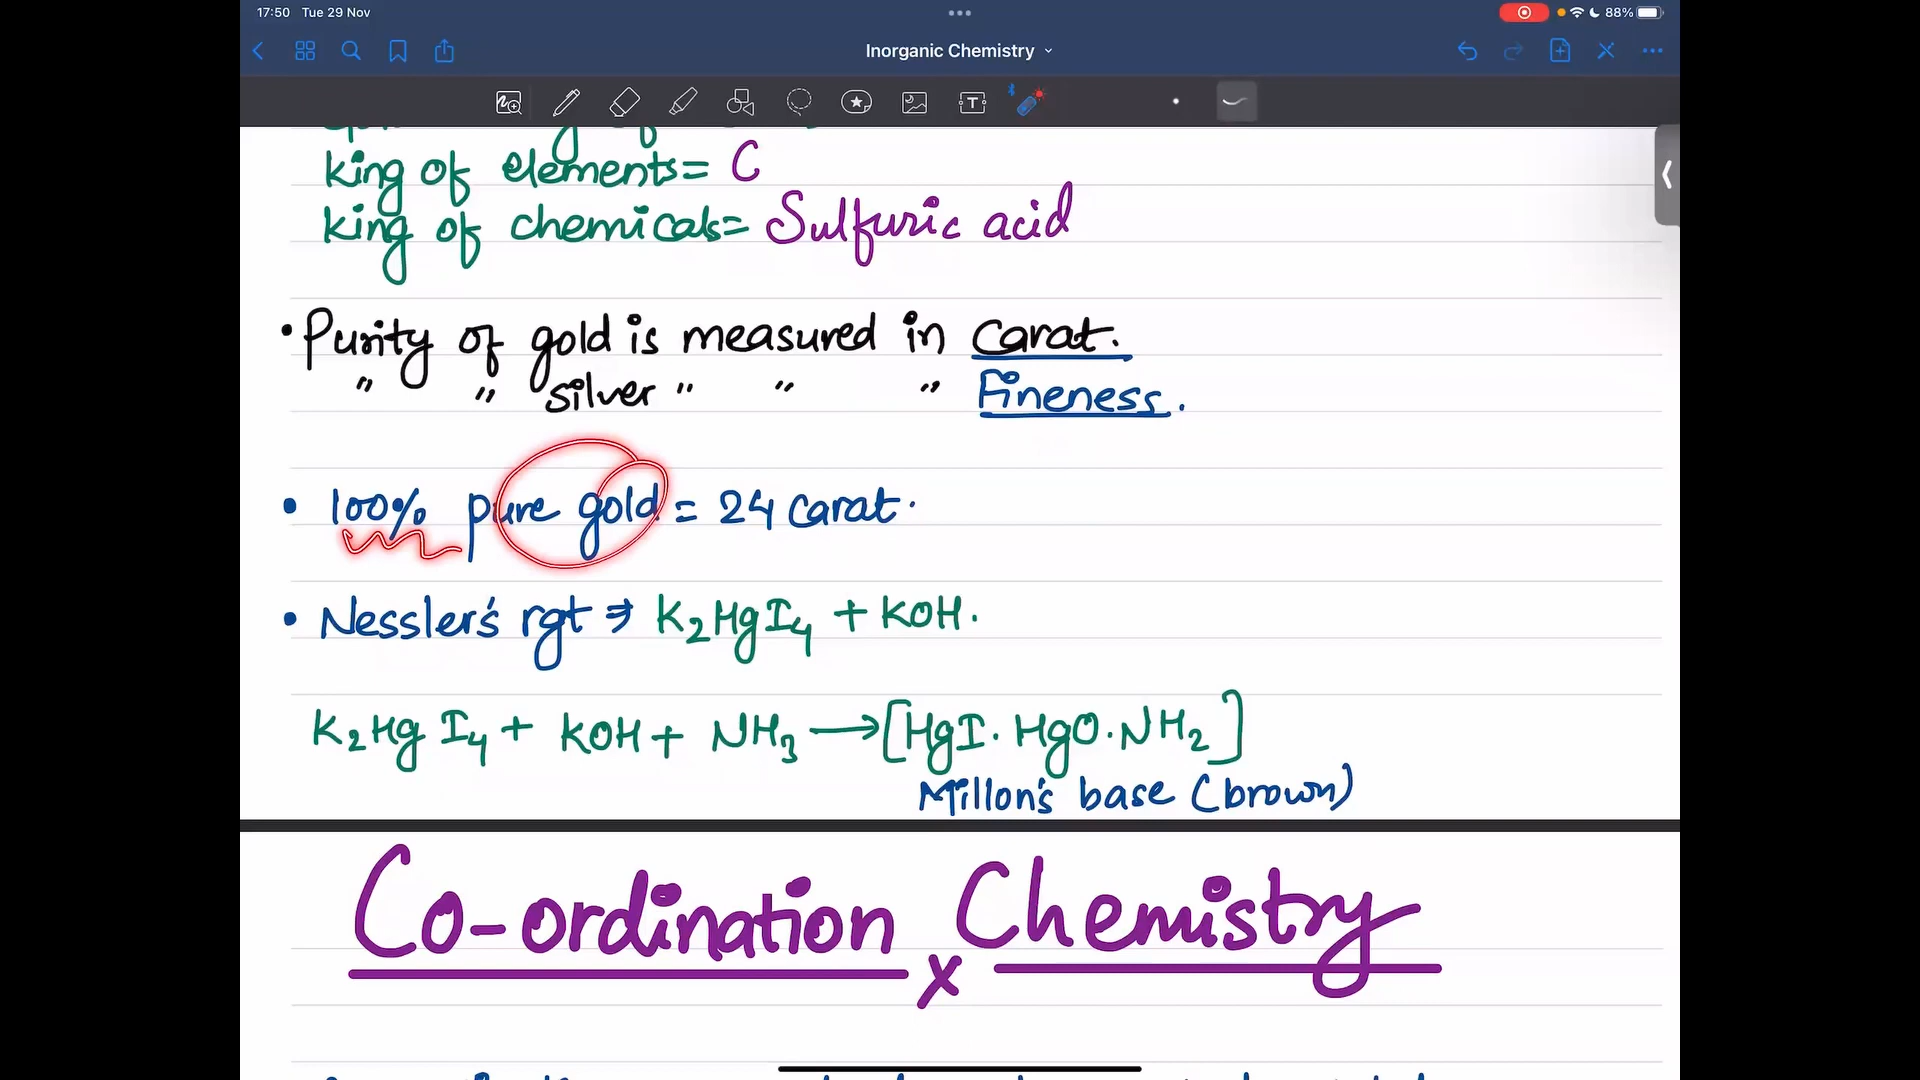 17:50 Tue 29 Nov
88%
Inorganic Chemistry
king of elements= C
king of chemicals= Sulfuric acid
• Purity of gold is measured in carat.
" " silver " " " Fineness.
• 100% pure gold = 24 carat.
• Nessler's rgt ⇒ K₂HgI₄ + KOH.
K₂HgI₄ + KOH + NH₃ → [HgI. HgO. NH₂]
Millon's base (brown)
Co-ordination Chemistry
x